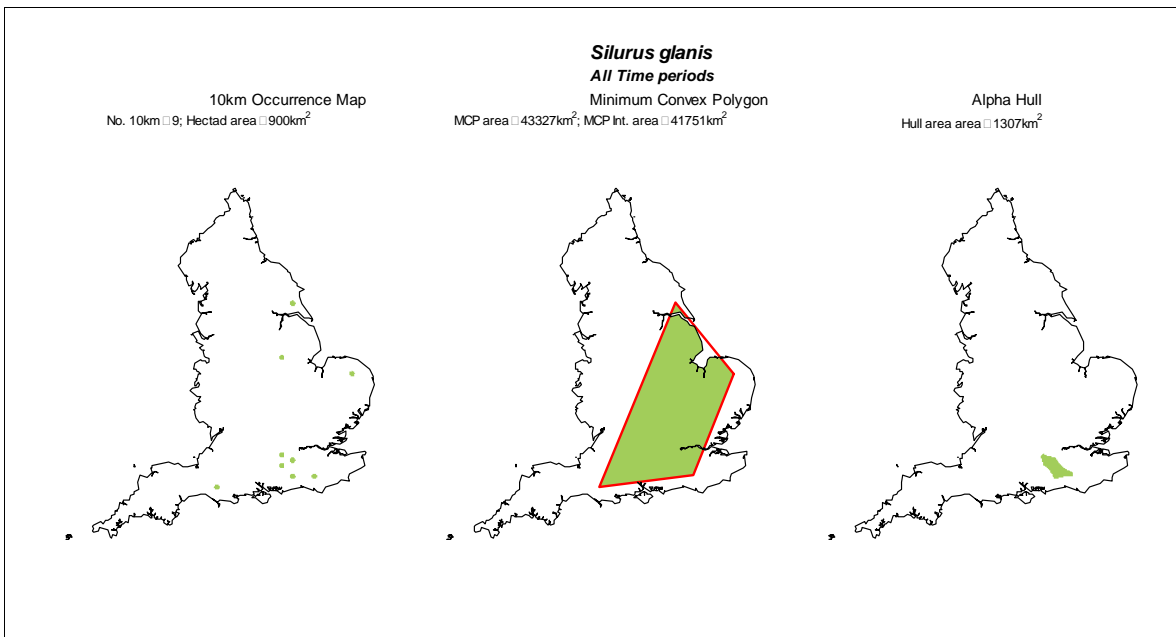 Silurus glanis
All Time periods
10km Occurrence Map
No. 10km □ 9; Hectad area □ 900km²
Minimum Convex Polygon
MCP area □ 43327km²; MCP Int. area □ 41751km²
Alpha Hull
Hull area area □ 1307km²